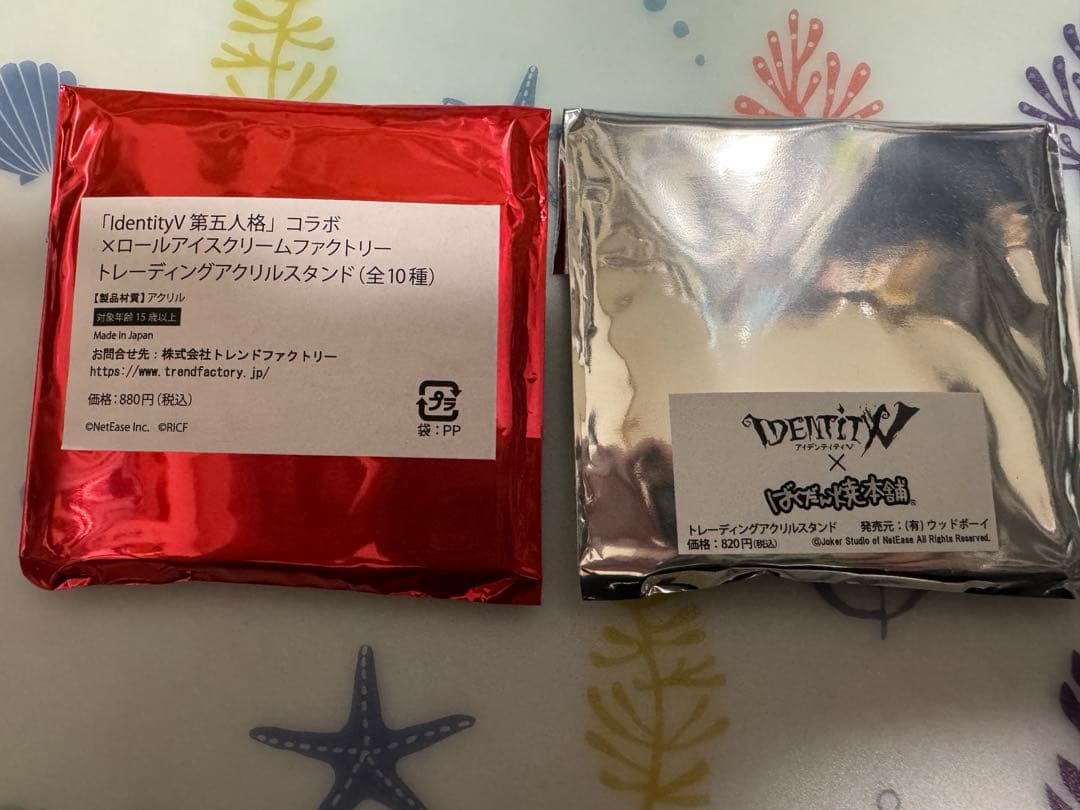 「IdentityV 第五人格」コラボ
×ロールアイスクリームファクトリー
トレーディングアクリルスタンド(全10種)
【製品材質】アクリル
対象年齢15歳以上
Made in Japan
お問合せ先:株式会社トレンドファクトリー
https://www.trendfactory.jp/
価格:880円(税込)
©NetEase Inc. ©RICF
プラ
袋:PP
IDENTITY V
アイデンティティV
×
ばくだん焼本舗®
トレーディングアクリルスタンド 発売元:(有)ウッドボーイ
価格:820円(税込) ©Joker Studio of NetEase All Rights Reserved.